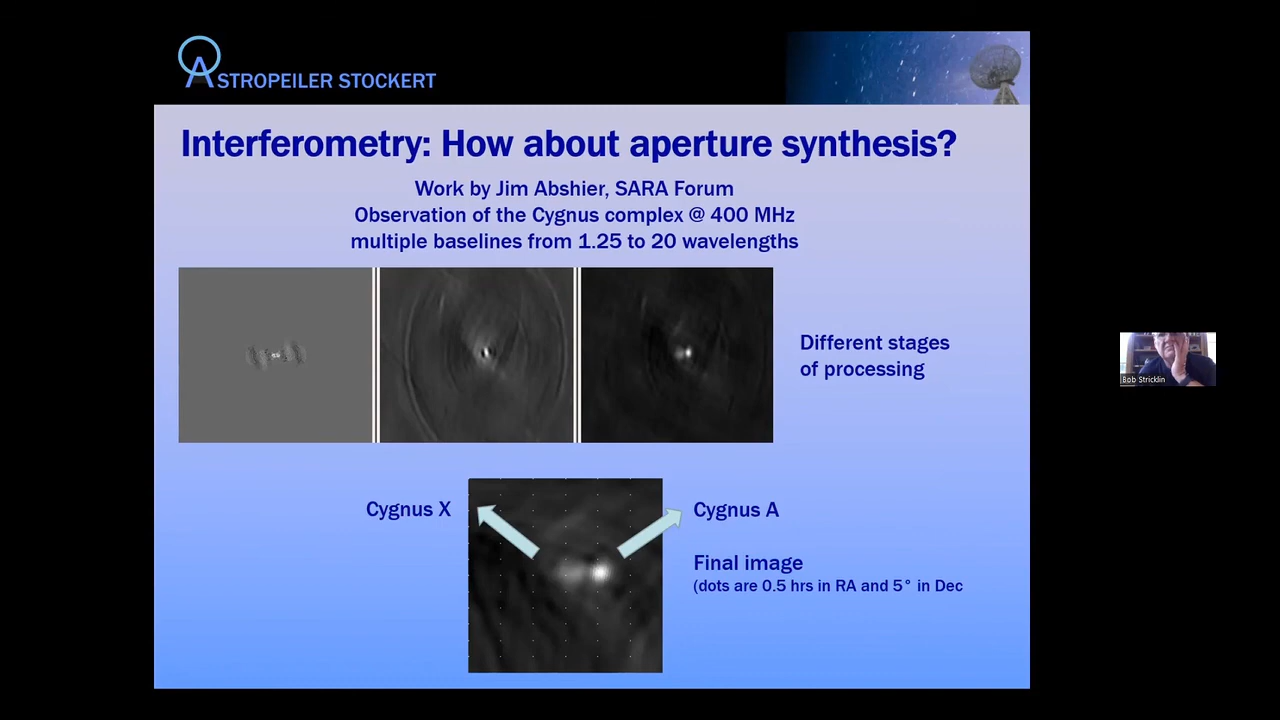 ASTROPEILER STOCKERT
Interferometry: How about aperture synthesis?
Work by Jim Abshier, SARA Forum
Observation of the Cygnus complex @ 400 MHz
multiple baselines from 1.25 to 20 wavelengths
Different stages
of processing
Cygnus X
Cygnus A
Final image
(dots are 0.5 hrs in RA and 5° in Dec
Bob Stricklin